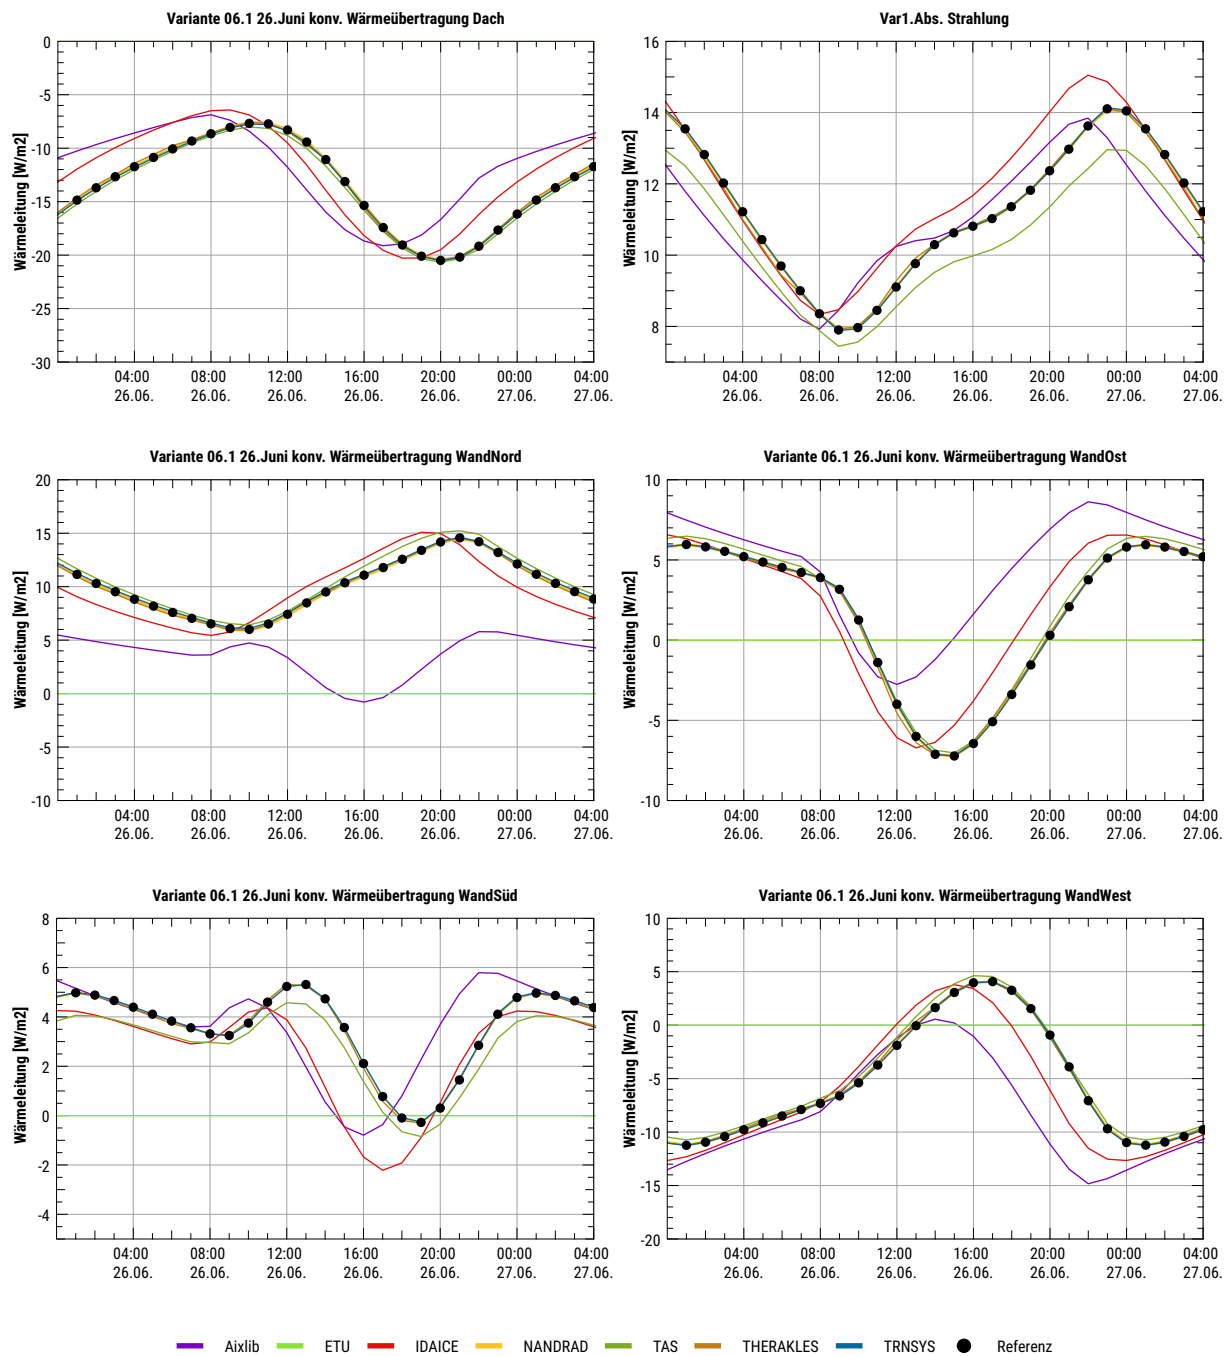 Variante 06.1 26.Juni konv. Wärmeübertragung Dach
Wärmeleitung [W/m2]
0
-5
-10
-15
-20
-25
-30
04:00 08:00 12:00 16:00 20:00 00:00 04:00
26.06. 26.06. 26.06. 26.06. 26.06. 27.06. 27.06.
Var1.Abs. Strahlung
Wärmeleitung [W/m2]
16
14
12
10
8
04:00 08:00 12:00 16:00 20:00 00:00 04:00
26.06. 26.06. 26.06. 26.06. 26.06. 27.06. 27.06.
Variante 06.1 26.Juni konv. Wärmeübertragung WandNord
Wärmeleitung [W/m2]
20
15
10
5
0
-5
-10
04:00 08:00 12:00 16:00 20:00 00:00 04:00
26.06. 26.06. 26.06. 26.06. 26.06. 27.06. 27.06.
Variante 06.1 26.Juni konv. Wärmeübertragung WandOst
Wärmeleitung [W/m2]
10
5
0
-5
-10
04:00 08:00 12:00 16:00 20:00 00:00 04:00
26.06. 26.06. 26.06. 26.06. 26.06. 27.06. 27.06.
Variante 06.1 26.Juni konv. Wärmeübertragung WandSüd
Wärmeleitung [W/m2]
8
6
4
2
0
-2
-4
04:00 08:00 12:00 16:00 20:00 00:00 04:00
26.06. 26.06. 26.06. 26.06. 26.06. 27.06. 27.06.
Variante 06.1 26.Juni konv. Wärmeübertragung WandWest
Wärmeleitung [W/m2]
10
5
0
-5
-10
-15
-20
04:00 08:00 12:00 16:00 20:00 00:00 04:00
26.06. 26.06. 26.06. 26.06. 26.06. 27.06. 27.06.
Aixlib ETU IDAICE NANDRAD TAS THERAKLES TRNSYS Referenz